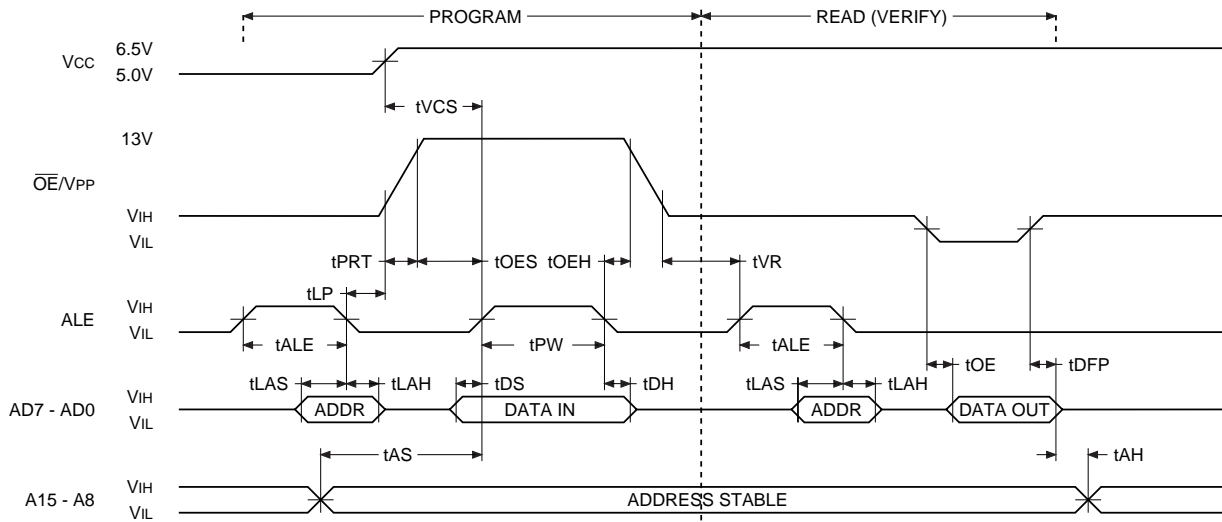 PROGRAM READ (VERIFY)
6.5V
VCC
5.0V
tVCS
13V
OE/VPP
VIH
VIL
tPRT tOES tOEH tVR
tLP
VIH
ALE
VIL
tALE tPW tALE tOE tDFP
tLAS tLAH tDS tDH tLAS tLAH
VIH
AD7 - AD0 ADDR DATA IN ADDR DATA OUT
VIL
tAS tAH
VIH
A15 - A8 ADDRESS STABLE
VIL